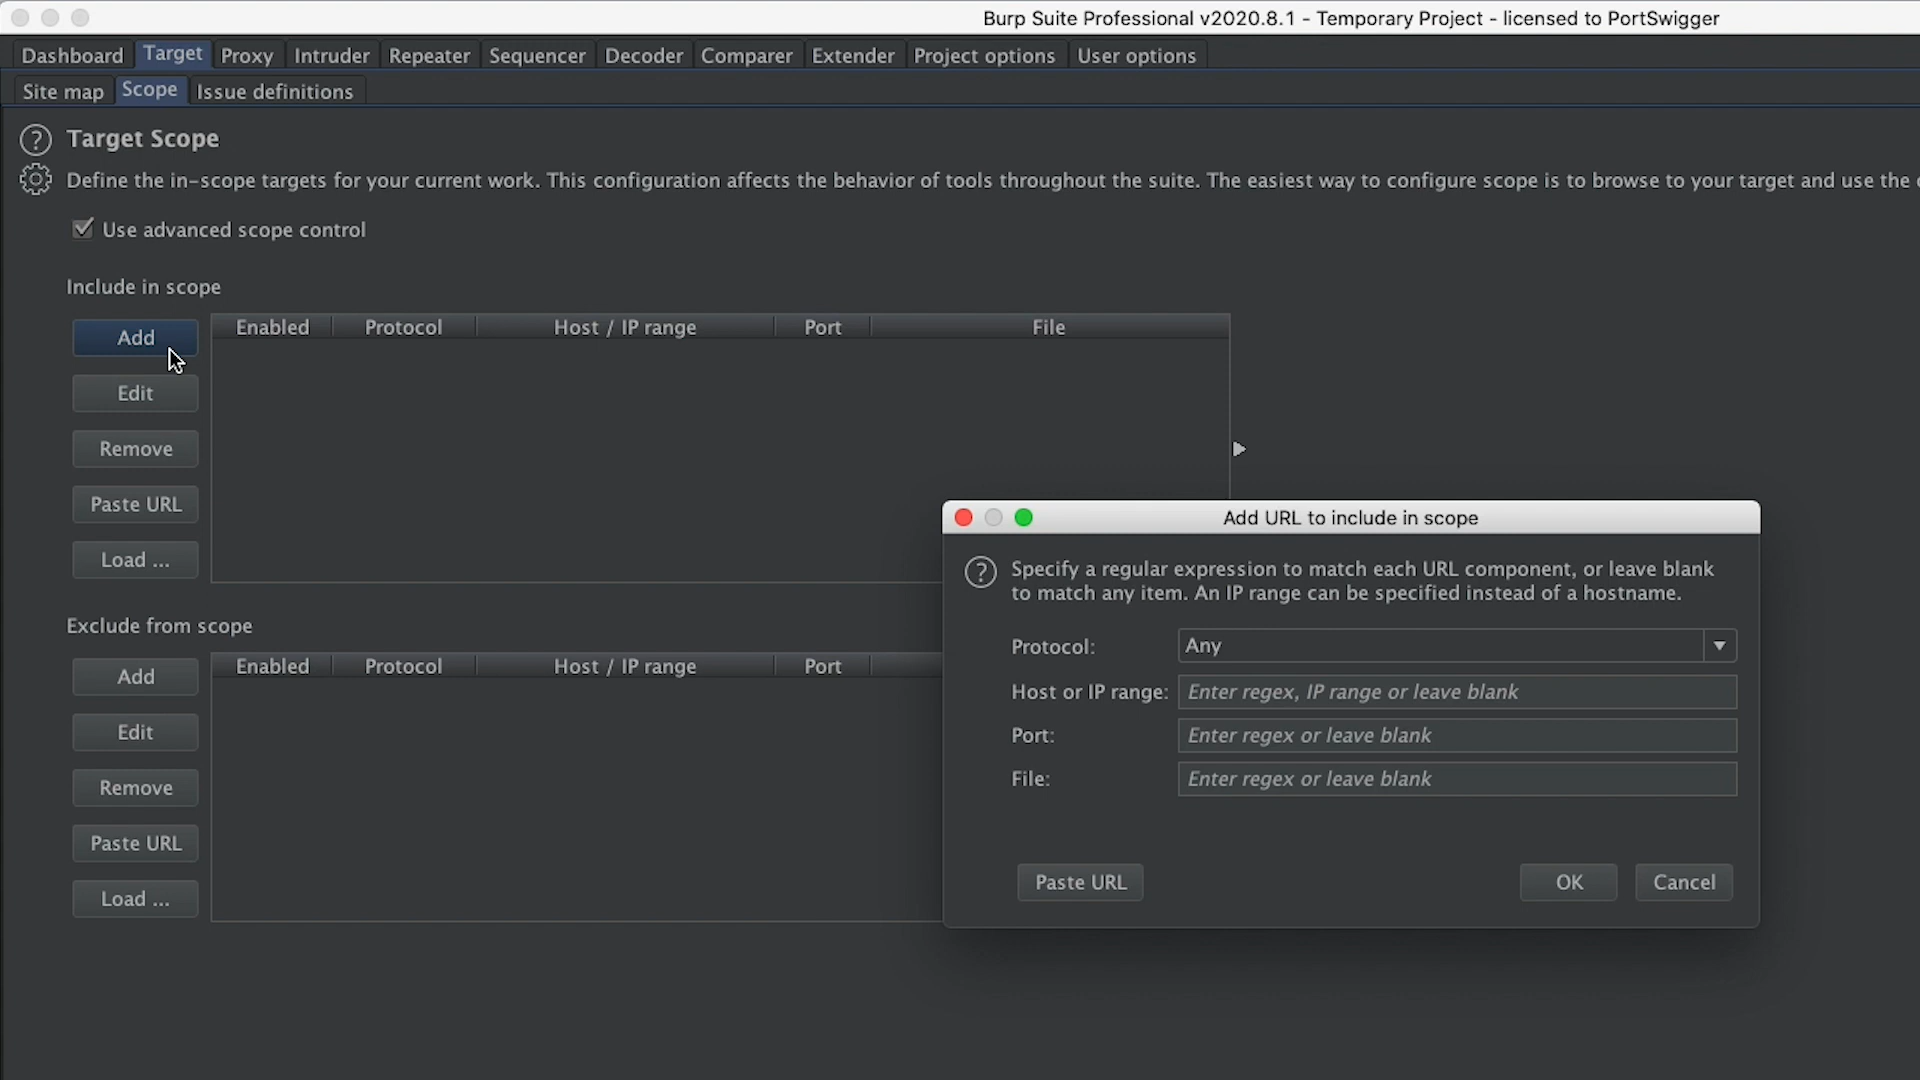 Burp Suite Professional v2020.8.1 - Temporary Project - licensed to PortSwigger
Dashboard Target Proxy Intruder Repeater Sequencer Decoder Comparer Extender Project options User options
Site map Scope Issue definitions
? Target Scope
Define the in-scope targets for your current work. This configuration affects the behavior of tools throughout the suite. The easiest way to configure scope is to browse to your target and use the
Use advanced scope control
Include in scope
Add
Edit
Remove
Paste URL
Load ...
Enabled Protocol Host / IP range Port File
Exclude from scope
Add
Edit
Remove
Paste URL
Load ...
Enabled Protocol Host / IP range Port
Add URL to include in scope
? Specify a regular expression to match each URL component, or leave blank
to match any item. An IP range can be specified instead of a hostname.
Protocol: Any
Host or IP range: Enter regex, IP range or leave blank
Port: Enter regex or leave blank
File: Enter regex or leave blank
Paste URL OK Cancel